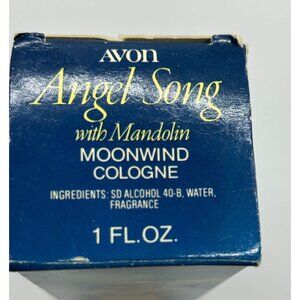 AVON
Angel Song
with Mandolin
MOONWIND
COLOGNE
INGREDIENTS: SD ALCOHOL 40-B, WATER,
FRAGRANCE
1 FL. OZ.